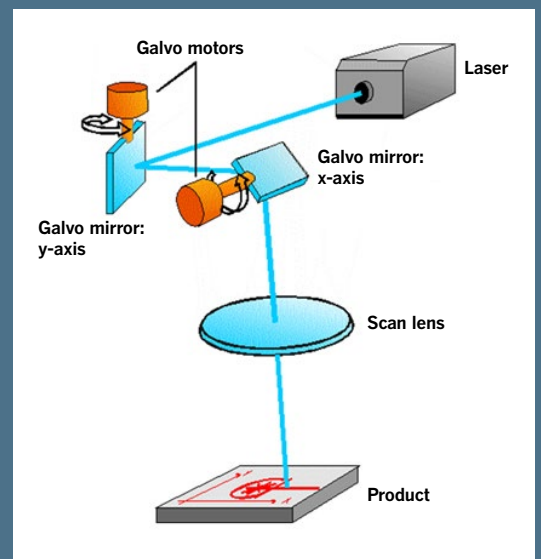 Galvo motors
Laser
Galvo mirror:
x-axis
Galvo mirror:
y-axis
Scan lens
Product